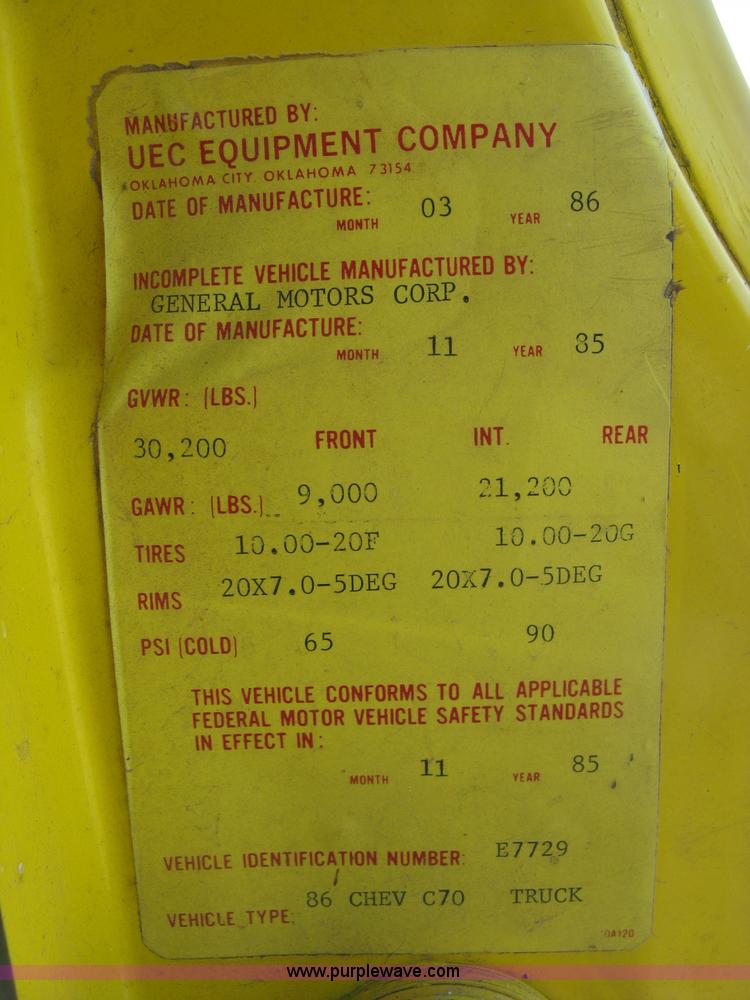 MANUFACTURED BY:
UEC EQUIPMENT COMPANY
OKLAHOMA CITY, OKLAHOMA 73154
DATE OF MANUFACTURE:
MONTH 03 YEAR 86
INCOMPLETE VEHICLE MANUFACTURED BY:
GENERAL MOTORS CORP.
DATE OF MANUFACTURE:
MONTH 11 YEAR 85
GVWR: (LBS.)
30,200 FRONT INT. REAR
GAWR: (LBS.) 9,000 21,200
TIRES 10.00-20F 10.00-20G
RIMS 20X7.0-5DEG 20X7.0-5DEG
PSI (COLD) 65 90
THIS VEHICLE CONFORMS TO ALL APPLICABLE
FEDERAL MOTOR VEHICLE SAFETY STANDARDS
IN EFFECT IN:
MONTH 11 YEAR 85
VEHICLE IDENTIFICATION NUMBER: E7729
VEHICLE TYPE: 86 CHEV C70 TRUCK
www.purplewave.com